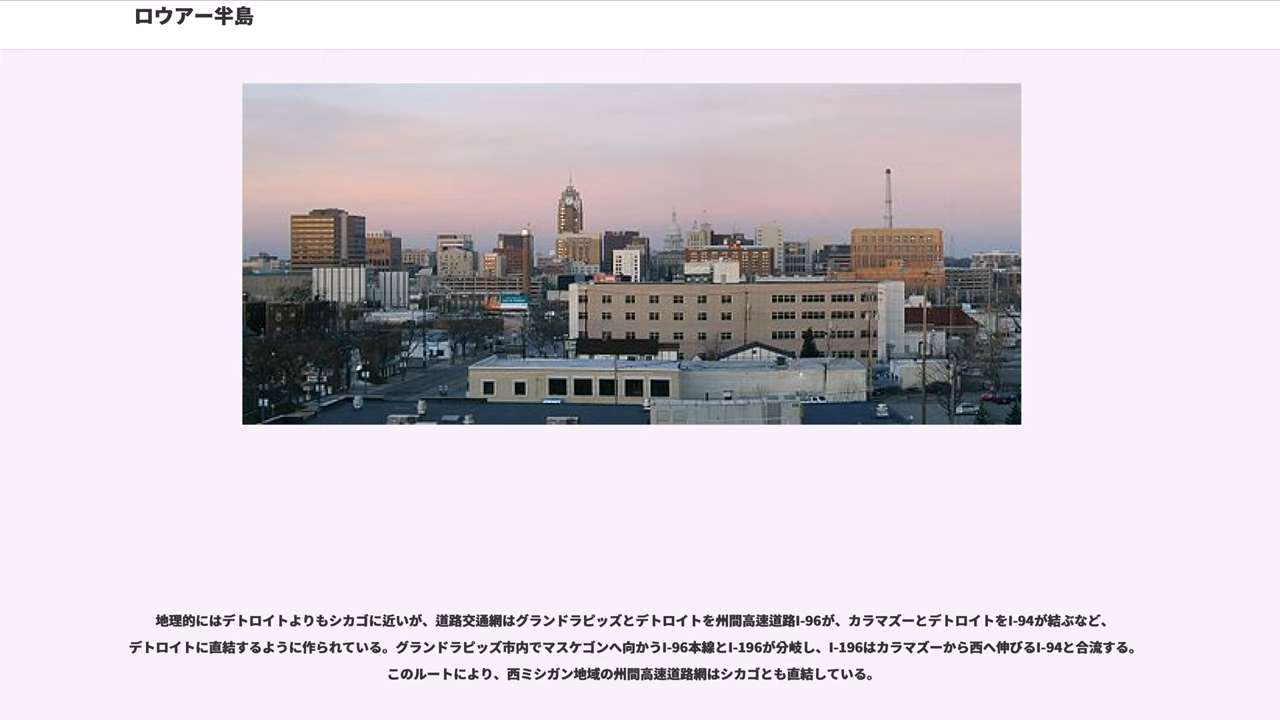 ロウアー半島
地理的にはデトロイトよりもシカゴに近いが、道路交通網はグランドラピッズとデトロイトを州間高速道路I-96が、カラマズーとデトロイトをI-94が結ぶなど、
デトロイトに直結するように作られている。グランドラピッズ市内でマスケゴンへ向かうI-96本線とI-196が分岐し、I-196はカラマズーから西へ伸びるI-94と合流する。
このルートにより、西ミシガン地域の州間高速道路網はシカゴとも直結している。